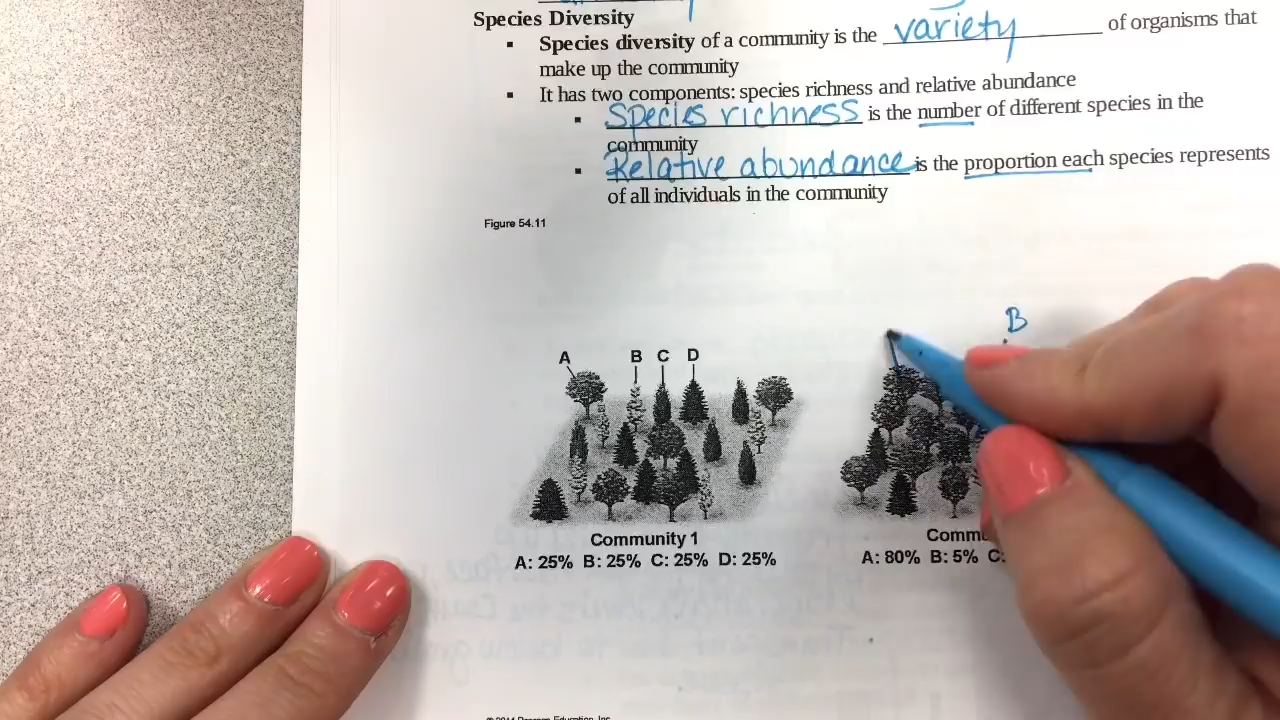 Species Diversity
▪ Species diversity of a community is the variety of organisms that
make up the community
▪ It has two components: species richness and relative abundance
▪ Species richness is the number of different species in the
community
▪ Relative abundance is the proportion each species represents
of all individuals in the community
Figure 54.11
B
A B C D
Community 1
A: 25% B: 25% C: 25% D: 25%
A: 80% B: 5% C: